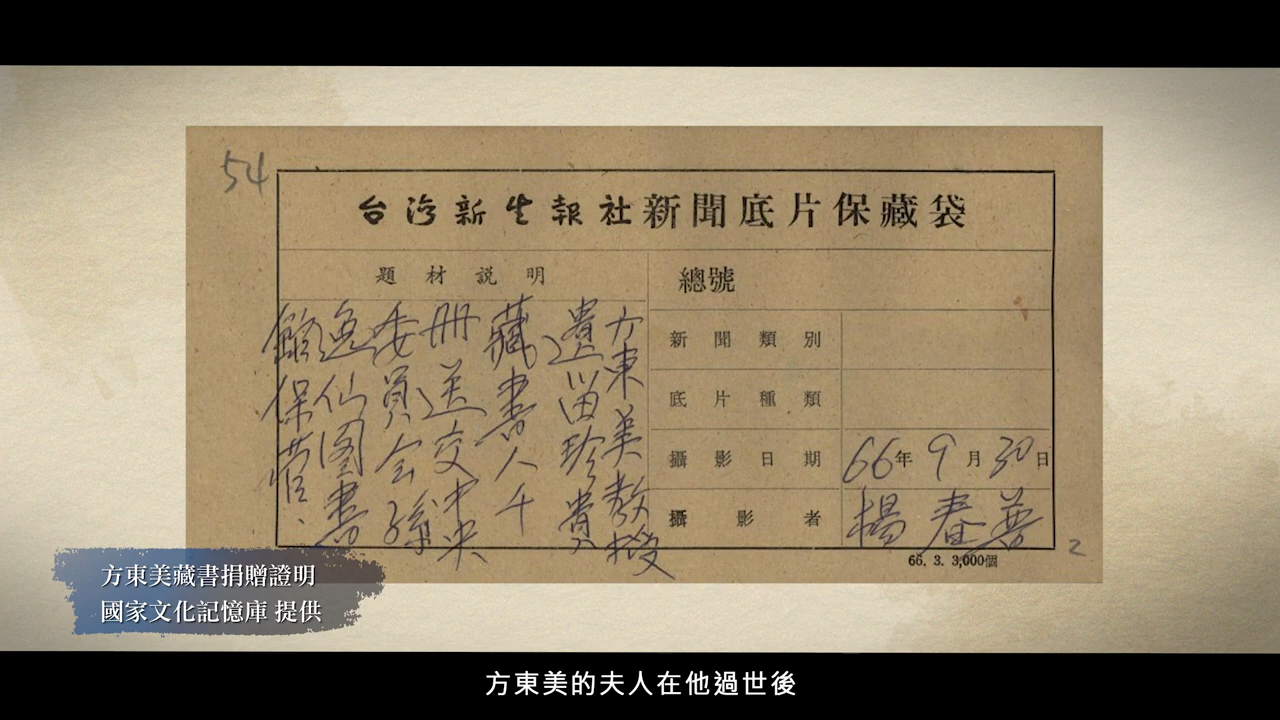 54
台湾新生報社新聞底片保藏袋
題材説明
方東美教授
遺留珍貴
藏書八千
冊送交中央
委員会孫
逸仙图書
館保管、
總號
新聞類別
底片種類
攝影日期 66年9月30日
攝影者 楊春普
66. 3. 3,000個
2
方東美藏書捐贈證明
國家文化記憶庫 提供
方東美的夫人在他過世後